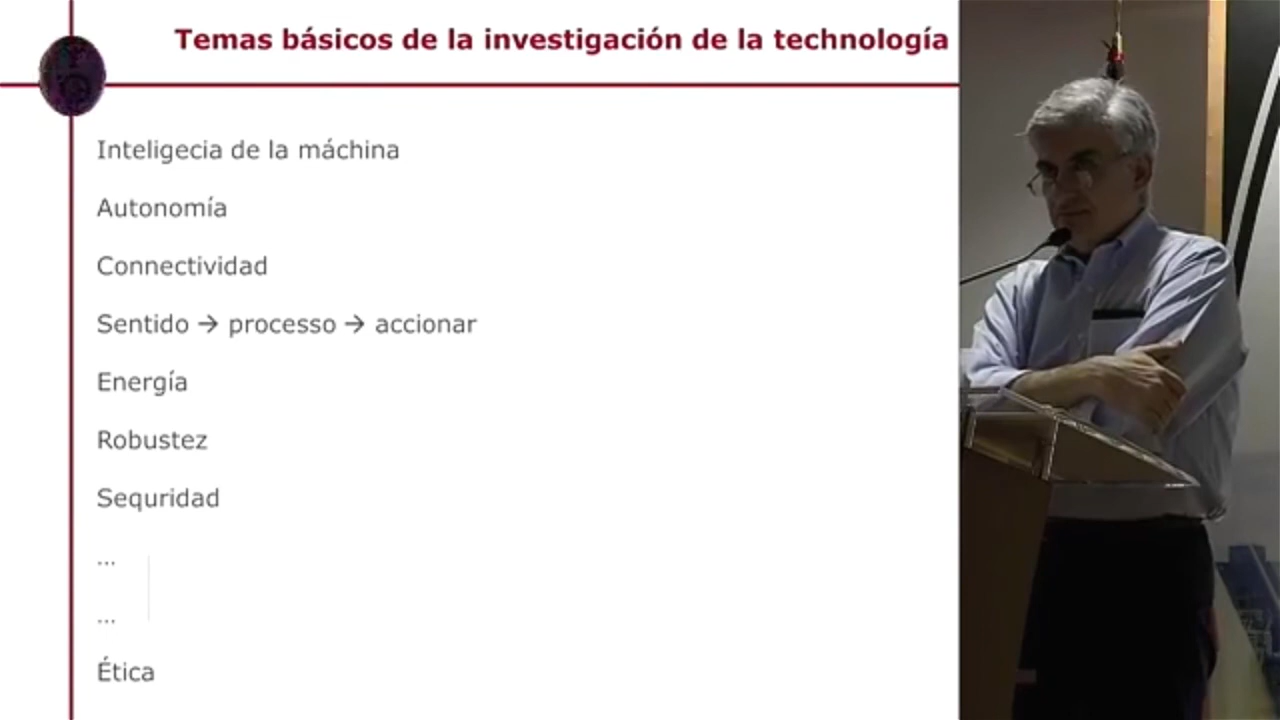 Temas básicos de la investigación de la technología
Inteligecia de la máchina
Autonomía
Connectividad
Sentido → processo → accionar
Energía
Robustez
Sequridad
...
...
Ética